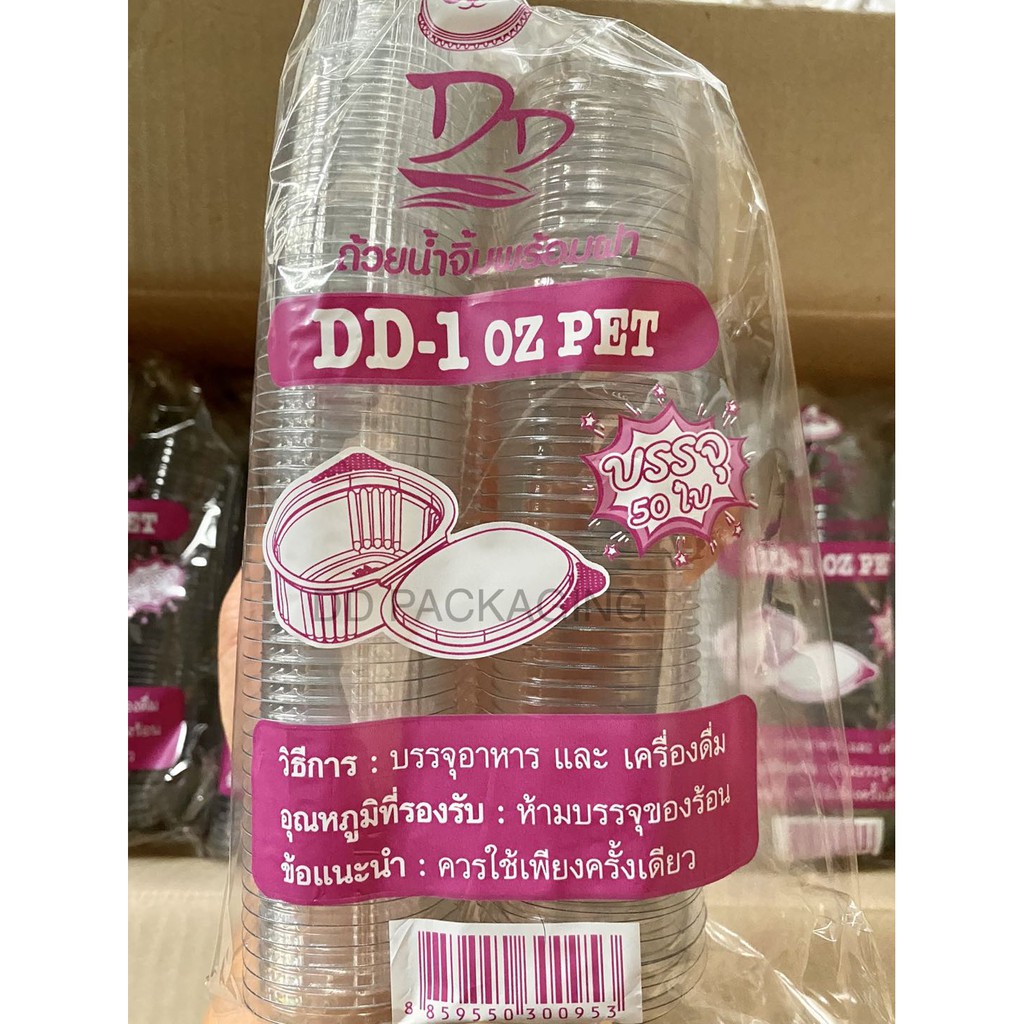 DD
ถ้วยน้ำจิ้มพร้อมฝา
DD-1 OZ PET
บรรจุ
50 ใบ
DD PACKAGING
วิธีการ : บรรจุอาหาร และ เครื่องดื่ม
อุณหภูมิที่รองรับ : ห้ามบรรจุของร้อน
ข้อแนะนำ : ควรใช้เพียงครั้งเดียว
8 859550 300953
PET
DD-1 OZ PE